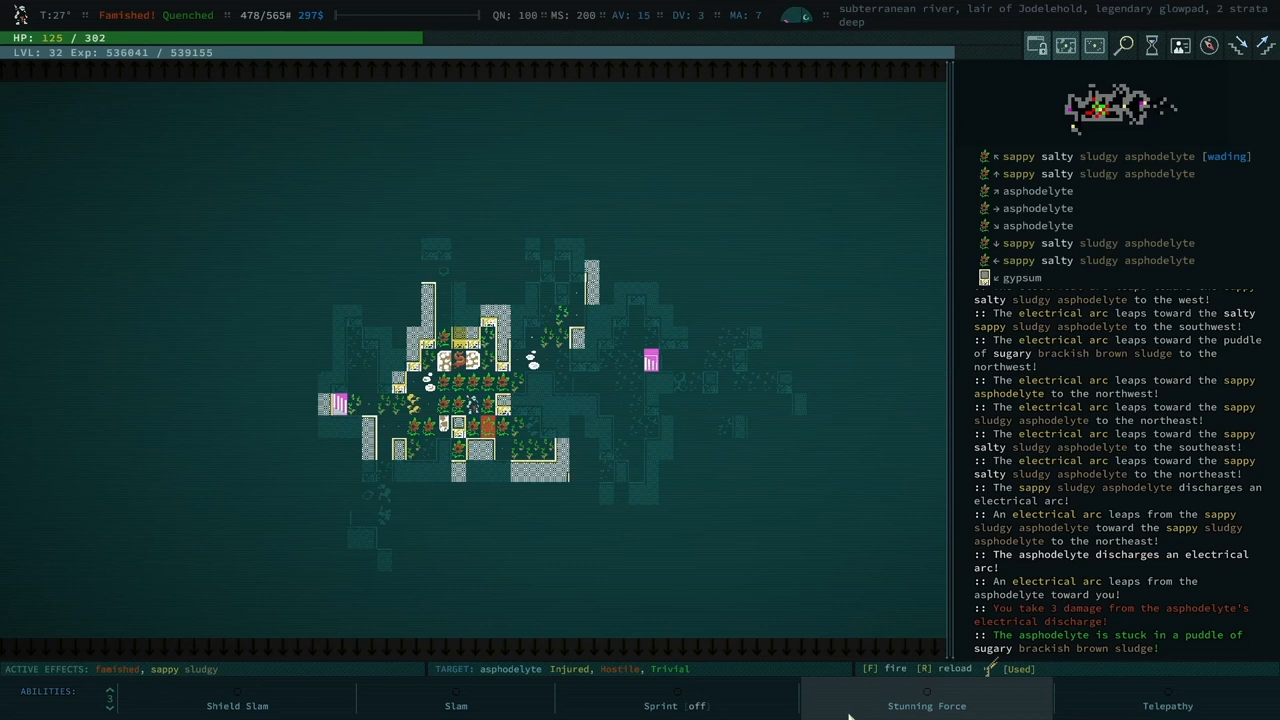 T:27° :: Famished! Quenched :: 478/565# 297$ QN: 100 :: MS: 200 :: AV: 15 :: DV: 3 :: MA: 7 :: subterranean river, lair of Jodelehold, legendary glowpad, 2 strata deep
HP: 125 / 302
LVL: 32 Exp: 536041 / 539155
↖ sappy salty sludgy asphodelyte [wading]
↑ sappy salty sludgy asphodelyte
↗ asphodelyte
→ asphodelyte
↘ asphodelyte
↓ sappy salty sludgy asphodelyte
← sappy salty sludgy asphodelyte
↙ gypsum
salty sludgy asphodelyte to the west!
:: The electrical arc leaps toward the salty
sappy sludgy asphodelyte to the southwest!
:: The electrical arc leaps toward the puddle
of sugary brackish brown sludge to the
northwest!
:: The electrical arc leaps toward the sappy
asphodelyte to the northwest!
:: The electrical arc leaps toward the sappy
sludgy asphodelyte to the northeast!
:: The electrical arc leaps toward the sappy
salty sludgy asphodelyte to the southeast!
:: The electrical arc leaps toward the sappy
salty sludgy asphodelyte to the northeast!
:: The sappy sludgy asphodelyte discharges an
electrical arc!
:: An electrical arc leaps from the sappy
sludgy asphodelyte toward the sappy sludgy
asphodelyte to the northeast!
:: The asphodelyte discharges an electrical
arc!
:: An electrical arc leaps from the
asphodelyte toward you!
:: You take 3 damage from the asphodelyte's
electrical discharge!
:: The asphodelyte is stuck in a puddle of
sugary brackish brown sludge!
ACTIVE EFFECTS: famished, sappy sludgy
TARGET: asphodelyte Injured, Hostile, Trivial
[F] fire [R] reload [Used]
ABILITIES: 3
Shield Slam
Slam
Sprint [off]
Stunning Force
Telepathy